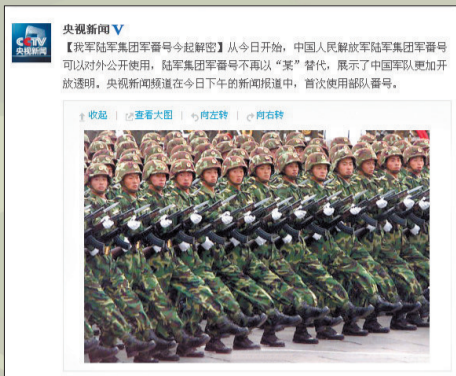 央视新闻 V
CCTV
央视新闻
【我军陆军集团军番号今起解密】从今日开始，中国人民解放军陆军集团军番号
可以对外公开使用，陆军集团军番号不再以“某”替代，展示了中国军队更加开
放透明。央视新闻频道在今日下午的新闻报道中，首次使用部队番号。
收起 | 查看大图 | 向左转 | 向右转